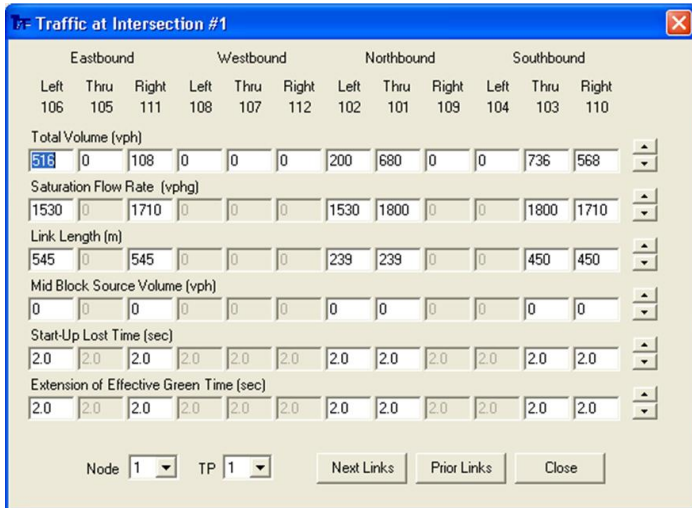 T7F Traffic at Intersection #1
Eastbound Westbound Northbound Southbound
Left Thru Right Left Thru Right Left Thru Right Left Thru Right
106 105 111 108 107 112 102 101 109 104 103 110
Total Volume (vph)
516 0 108 0 0 0 200 680 0 0 736 568
Saturation Flow Rate (vphg)
1530 0 1710 0 0 0 1530 1800 0 0 1800 1710
Link Length (m)
545 0 545 0 0 0 239 239 0 0 450 450
Mid Block Source Volume (vph)
0 0 0 0 0 0 0 0 0 0 0 0
Start-Up Lost Time (sec)
2.0 2.0 2.0 2.0 2.0 2.0 2.0 2.0 2.0 2.0 2.0 2.0
Extension of Effective Green Time (sec)
2.0 2.0 2.0 2.0 2.0 2.0 2.0 2.0 2.0 2.0 2.0 2.0
Node 1 TP 1 Next Links Prior Links Close